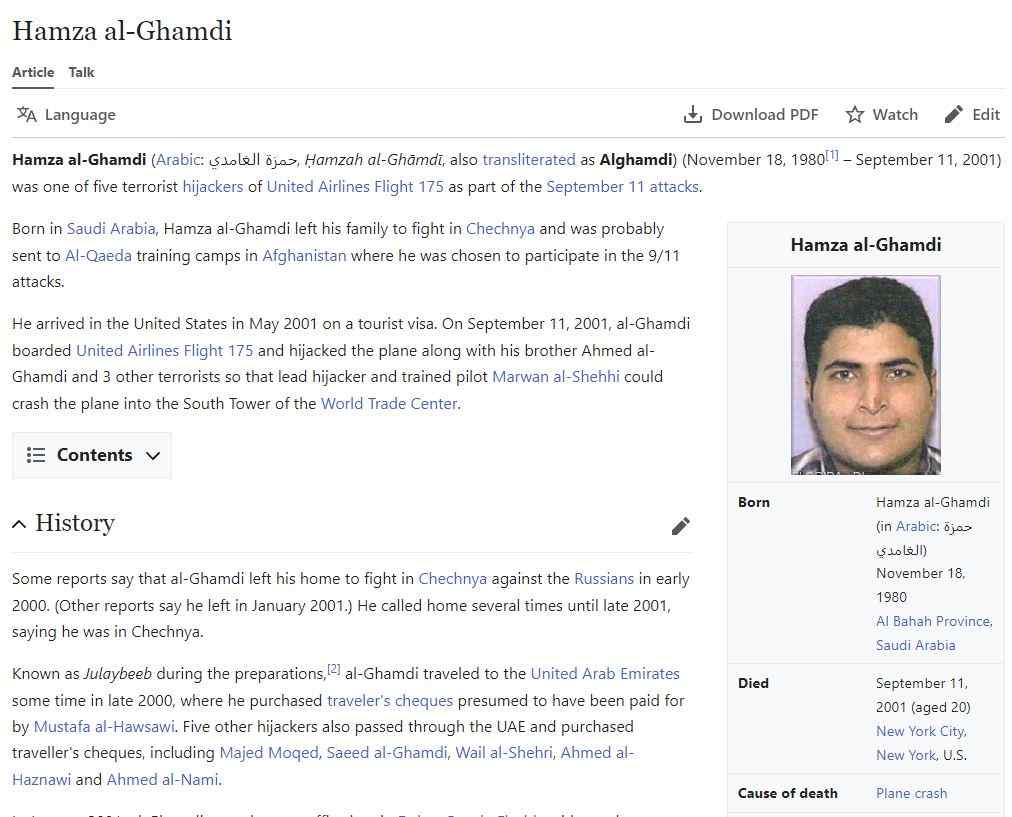 Hamza al-Ghamdi
Article Talk
Language Download PDF Watch Edit
Hamza al-Ghamdi (Arabic: حمزة الغامدي, Ḥamzah al-Ghāmdī, also transliterated as Alghamdi) (November 18, 1980[1] – September 11, 2001)
was one of five terrorist hijackers of United Airlines Flight 175 as part of the September 11 attacks.
Born in Saudi Arabia, Hamza al-Ghamdi left his family to fight in Chechnya and was probably
sent to Al-Qaeda training camps in Afghanistan where he was chosen to participate in the 9/11
attacks.
He arrived in the United States in May 2001 on a tourist visa. On September 11, 2001, al-Ghamdi
boarded United Airlines Flight 175 and hijacked the plane along with his brother Ahmed al-
Ghamdi and 3 other terrorists so that lead hijacker and trained pilot Marwan al-Shehhi could
crash the plane into the South Tower of the World Trade Center.
Contents
History
Some reports say that al-Ghamdi left his home to fight in Chechnya against the Russians in early
2000. (Other reports say he left in January 2001.) He called home several times until late 2001,
saying he was in Chechnya.
Known as Julaybeeb during the preparations,[2] al-Ghamdi traveled to the United Arab Emirates
some time in late 2000, where he purchased traveler's cheques presumed to have been paid for
by Mustafa al-Hawsawi. Five other hijackers also passed through the UAE and purchased
traveller's cheques, including Majed Moqed, Saeed al-Ghamdi, Wail al-Shehri, Ahmed al-
Haznawi and Ahmed al-Nami.
Hamza al-Ghamdi
Born Hamza al-Ghamdi
(in Arabic: حمزة
الغامدي)
November 18,
1980
Al Bahah Province,
Saudi Arabia
Died September 11,
2001 (aged 20)
New York City,
New York, U.S.
Cause of death Plane crash